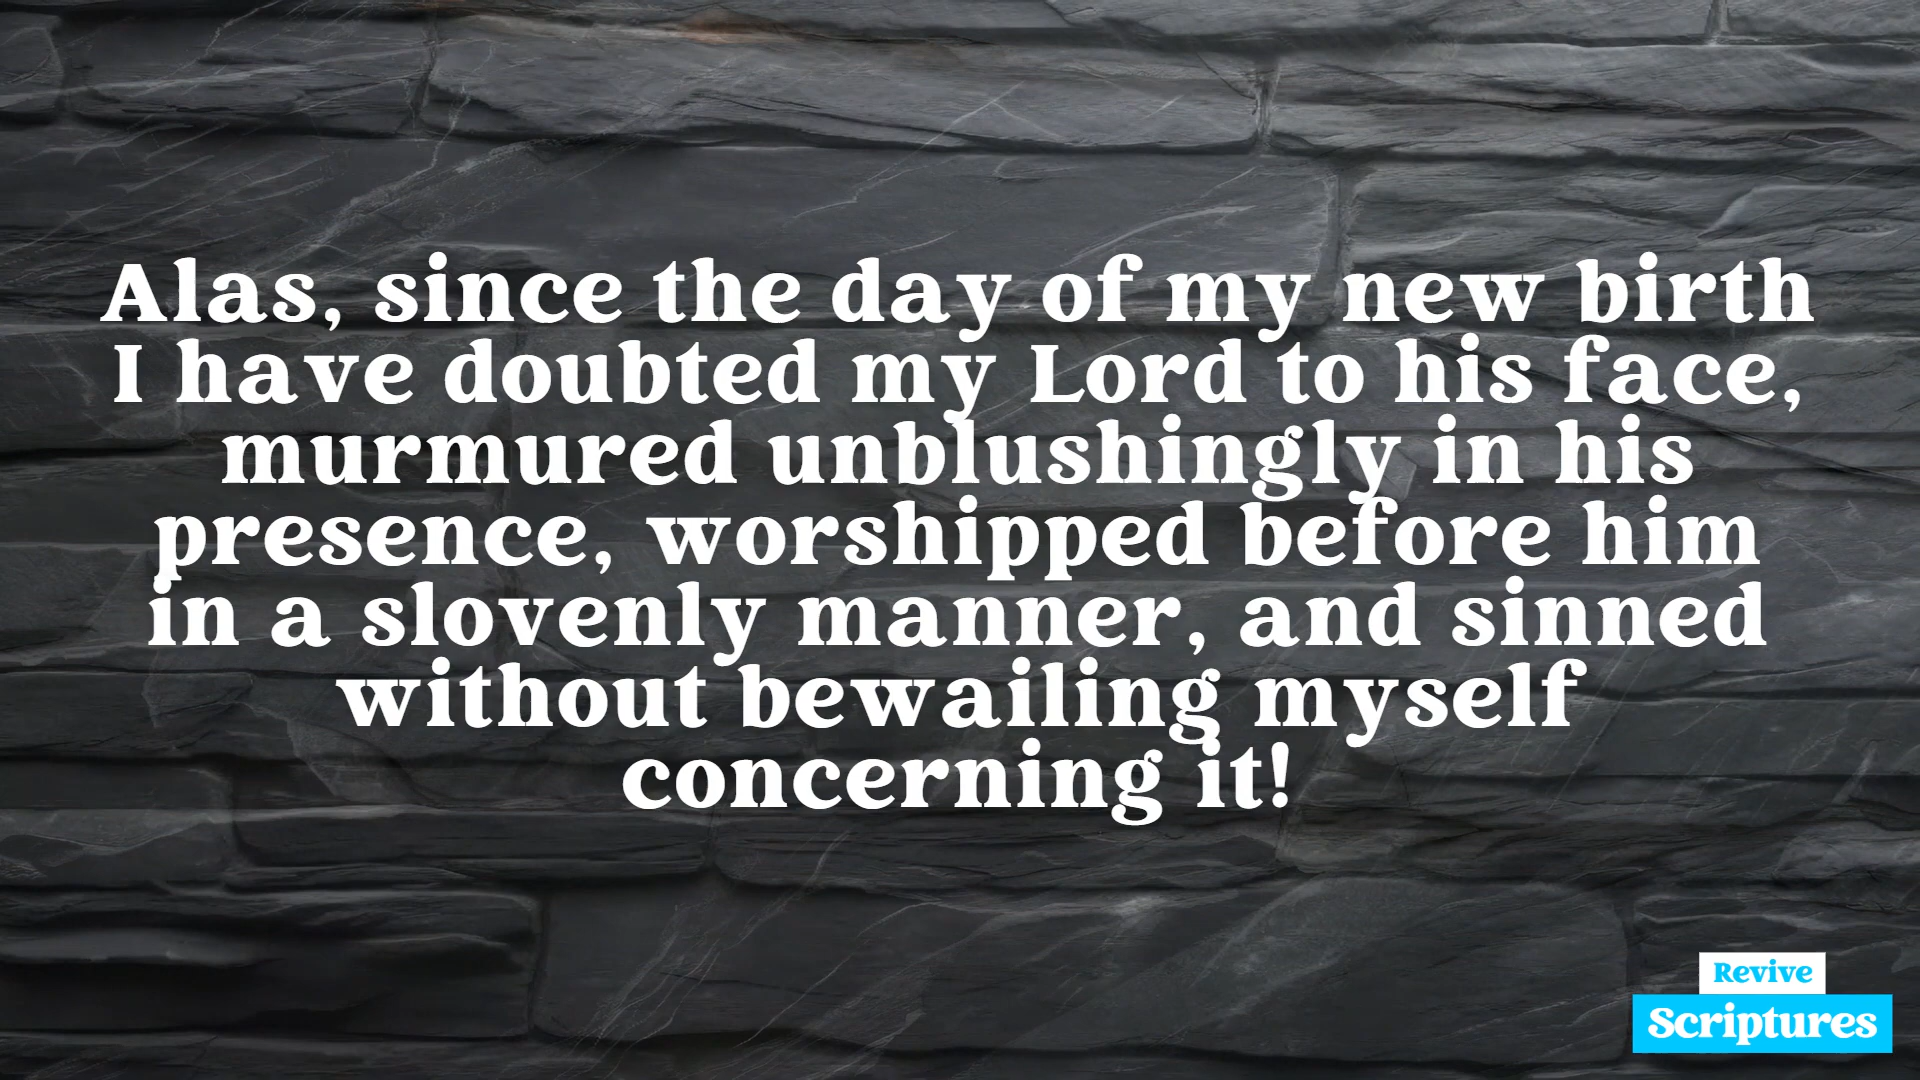 Alas, since the day of my new birth
I have doubted my Lord to his face,
murmured unblushingly in his
presence, worshipped before him
in a slovenly manner, and sinned
without bewailing myself
concerning it!
Revive
Scriptures